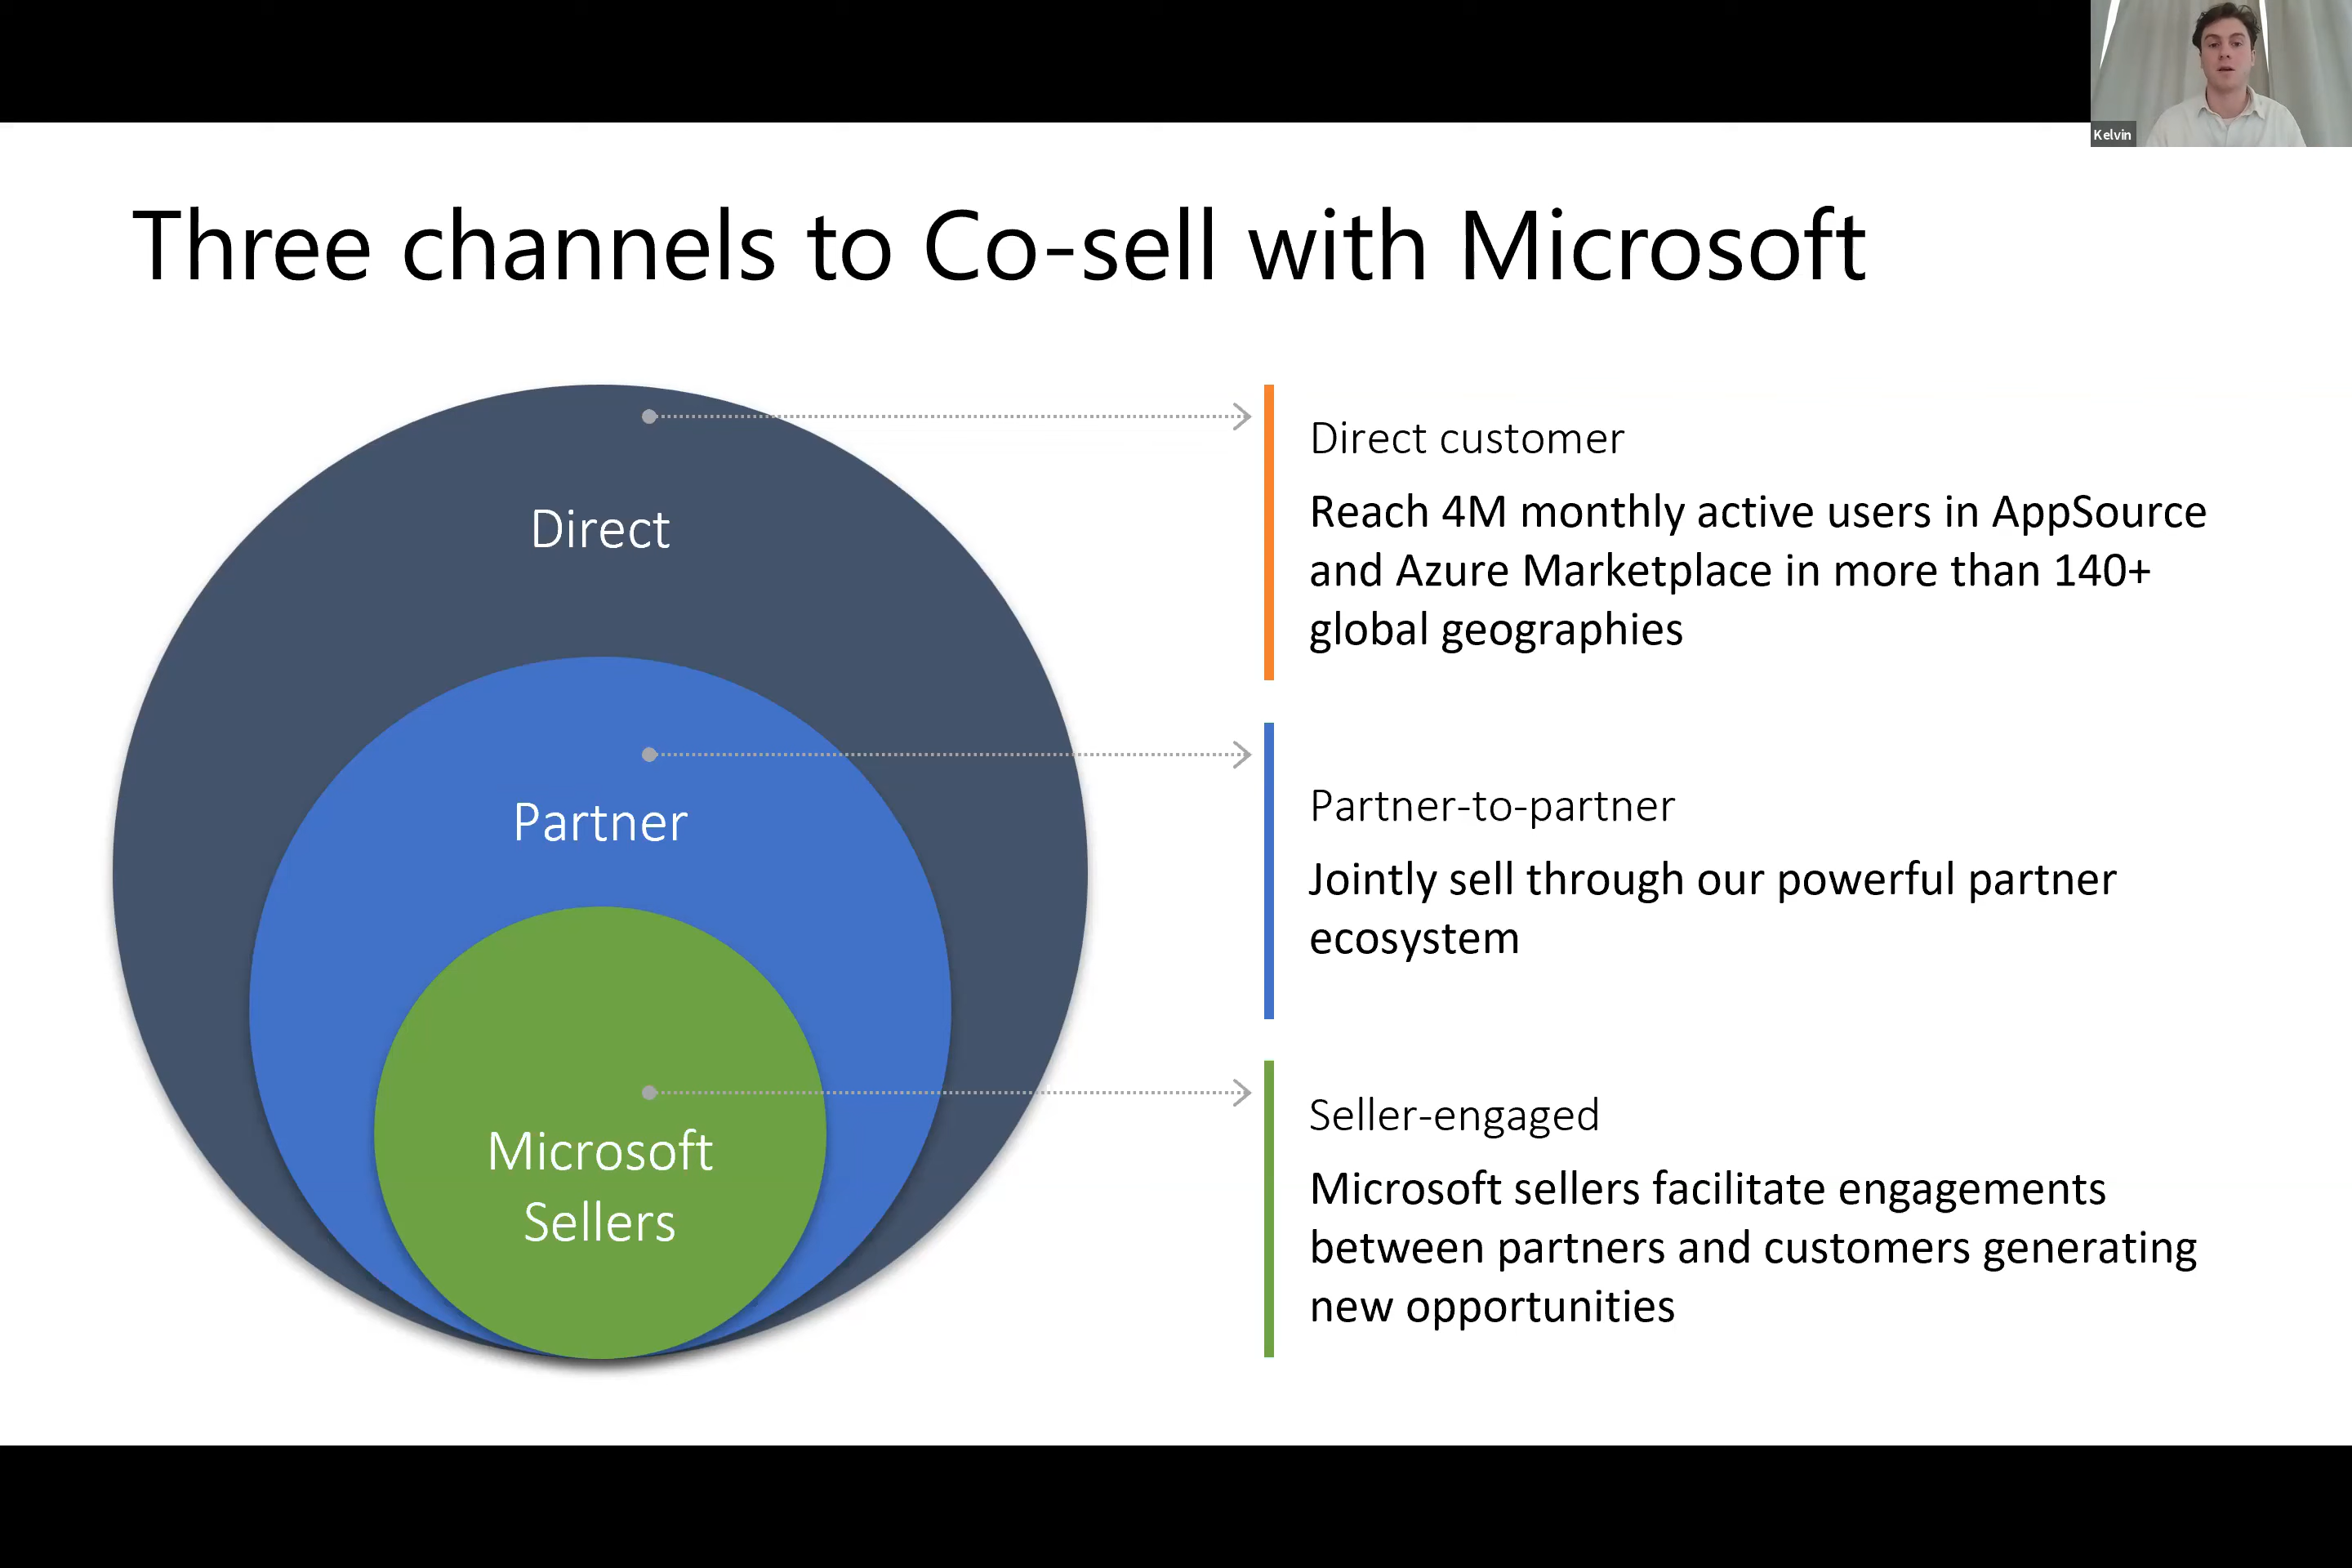 Kelvin
Three channels to Co-sell with Microsoft
Direct
Partner
Microsoft
Sellers
Direct customer
Reach 4M monthly active users in AppSource
and Azure Marketplace in more than 140+
global geographies
Partner-to-partner
Jointly sell through our powerful partner
ecosystem
Seller-engaged
Microsoft sellers facilitate engagements
between partners and customers generating
new opportunities